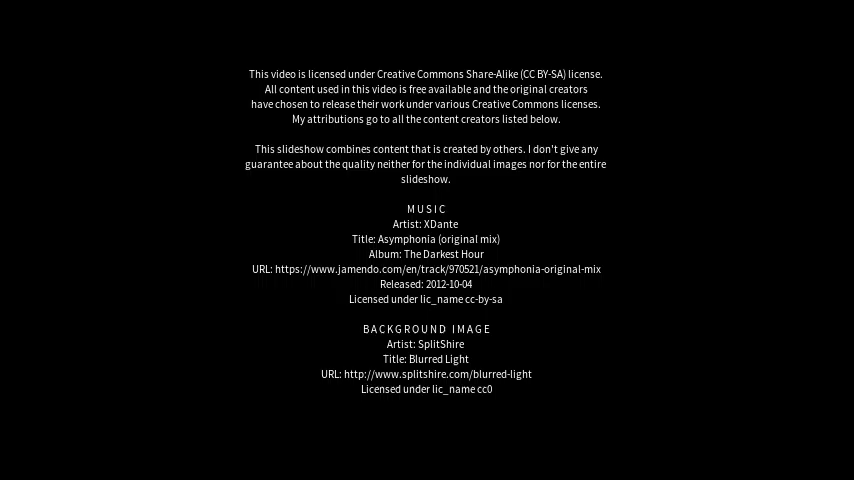 This video is licensed under Creative Commons Share-Alike (CC BY-SA) license.
All content used in this video is free available and the original creators
have chosen to release their work under various Creative Commons licenses.
My attributions go to all the content creators listed below.
This slideshow combines content that is created by others. I don't give any
guarantee about the quality neither for the individual images nor for the entire
slideshow.
MUSIC
Artist: XDante
Title: Asymphonia (original mix)
Album: The Darkest Hour
URL: https://www.jamendo.com/en/track/970521/asymphonia-original-mix
Released: 2012-10-04
Licensed under lic_name cc-by-sa
BACKGROUND IMAGE
Artist: SplitShire
Title: Blurred Light
URL: http://www.splitshire.com/blurred-light
Licensed under lic_name cc0